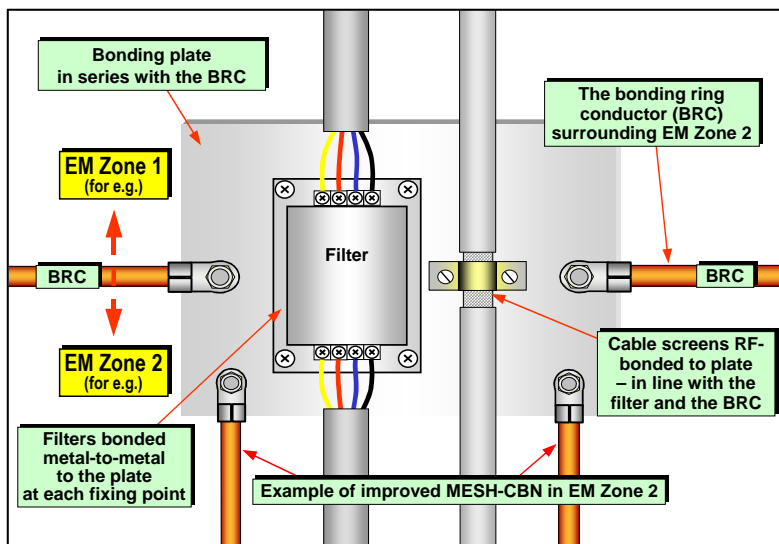 Bonding plate
in series with the BRC
The bonding ring
conductor (BRC)
surrounding EM Zone 2
EM Zone 1
(for e.g.)
Filter
BRC
BRC
EM Zone 2
(for e.g.)
Cable screens RF-
bonded to plate
– in line with the
filter and the BRC
Filters bonded
metal-to-metal
to the plate
at each fixing point
Example of improved MESH-CBN in EM Zone 2